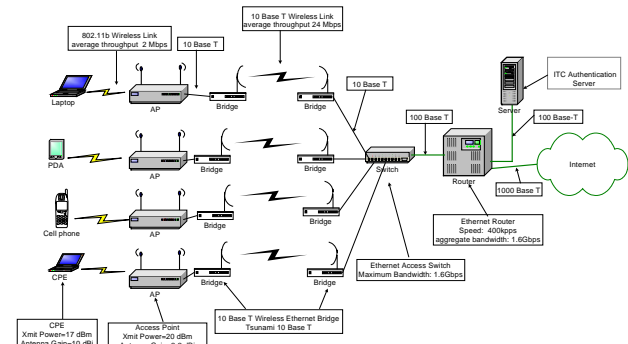 10 Base T Wireless Link
average throughput 24 Mbps
802.11b Wireless Link
average throughput 2 Mbps
10 Base T
Laptop
AP
Bridge
Bridge
10 Base T
Server
ITC Authentication
Server
100 Base T
100 Base-T
PDA
AP
Bridge
Bridge
Switch
Router
Internet
1000 Base T
Cell phone
AP
Bridge
Bridge
Ethernet Router
Speed: 400kpps
aggregate bandwidth: 1.6Gbps
Ethernet Access Switch
Maximum Bandwidth: 1.6Gbps
CPE
AP
Bridge
Bridge
10 Base T Wireless Ethernet Bridge
Tsunami 10 Base T
CPE
Xmit Power=17 dBm
Antenna Gain=10 dBi
Access Point
Xmit Power=20 dBm